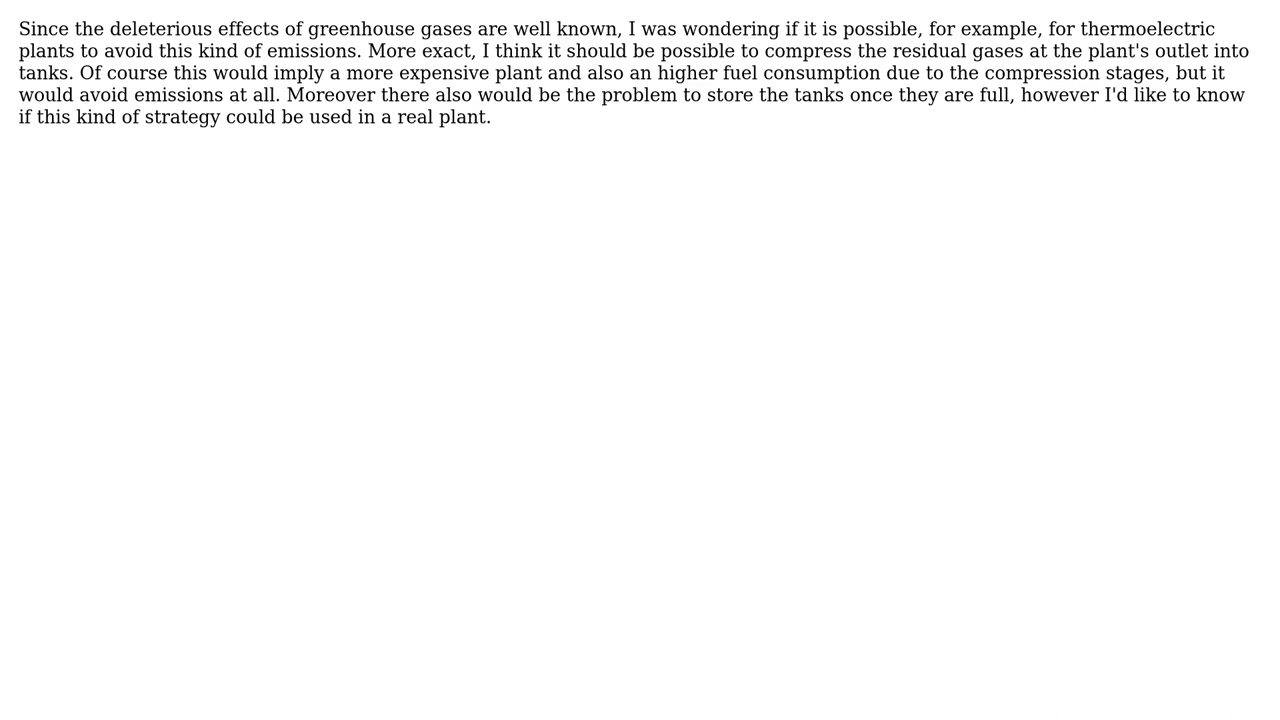 Since the deleterious effects of greenhouse gases are well known, I was wondering if it is possible, for example, for thermoelectric
plants to avoid this kind of emissions. More exact, I think it should be possible to compress the residual gases at the plant's outlet into
tanks. Of course this would imply a more expensive plant and also an higher fuel consumption due to the compression stages, but it
would avoid emissions at all. Moreover there also would be the problem to store the tanks once they are full, however I'd like to know
if this kind of strategy could be used in a real plant.